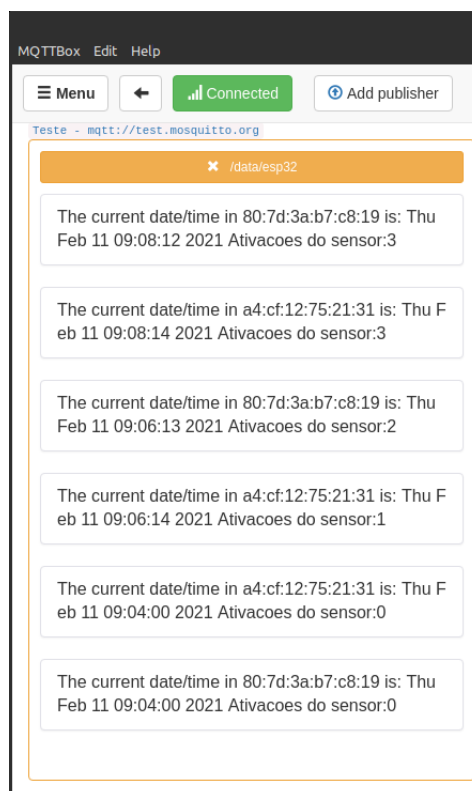 MQTTBox Edit Help
Menu Connected Add publisher
Teste - mqtt://test.mosquitto.org
/data/esp32
The current date/time in 80:7d:3a:b7:c8:19 is: Thu
Feb 11 09:08:12 2021 Ativacoes do sensor:3
The current date/time in a4:cf:12:75:21:31 is: Thu F
eb 11 09:08:14 2021 Ativacoes do sensor:3
The current date/time in 80:7d:3a:b7:c8:19 is: Thu
Feb 11 09:06:13 2021 Ativacoes do sensor:2
The current date/time in a4:cf:12:75:21:31 is: Thu F
eb 11 09:06:14 2021 Ativacoes do sensor:1
The current date/time in a4:cf:12:75:21:31 is: Thu F
eb 11 09:04:00 2021 Ativacoes do sensor:0
The current date/time in 80:7d:3a:b7:c8:19 is: Thu
Feb 11 09:04:00 2021 Ativacoes do sensor:0